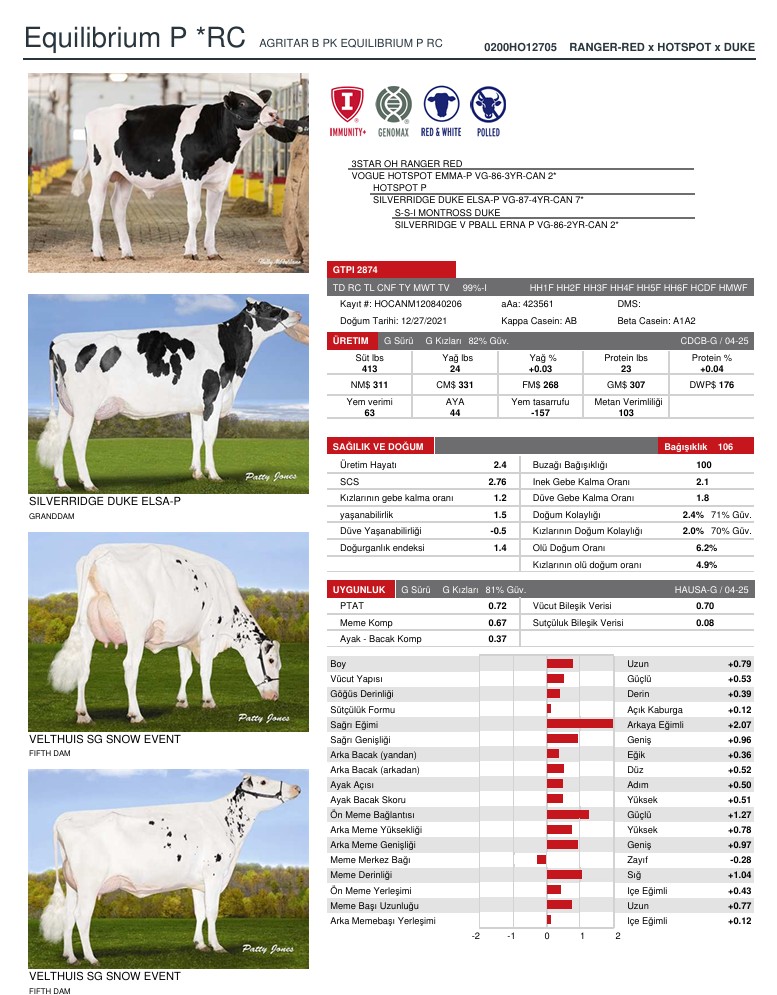 Equilibrium P *RC AGRITAR B PK EQUILIBRIUM P RC 0200HO12705 RANGER-RED x HOTSPOT x DUKE
IMMUNITY+ GENOMAX RED & WHITE POLLED
3STAR OH RANGER RED
VOGUE HOTSPOT EMMA-P VG-86-3YR-CAN 2*
HOTSPOT P
SILVERRIDGE DUKE ELSA-P VG-87-4YR-CAN 7*
S-S-I MONTROSS DUKE
SILVERRIDGE V PBALL ERNA P VG-86-2YR-CAN 2*
GTPI 2874
TD RC TL CNF TY MWT TV 99%-I HH1F HH2F HH3F HH4F HH5F HH6F HCDF HMWF
Kayıt #: HOCANM120840206 aAa: 423561 DMS:
Doğum Tarihi: 12/27/2021 Kappa Casein: AB Beta Casein: A1A2
ÜRETIM G Sürü G Kızları 82% Güv. CDCB-G / 04-25
Süt lbs Yağ lbs Yağ % Protein lbs Protein %
413 24 +0.03 23 +0.04
NM$ 311 CM$ 331 FM$ 268 GM$ 307 DWP$ 176
Yem verimi AYA Yem tasarrufu Metan Verimliliği
63 44 -157 103
SAĞILIK VE DOĞUM Bağışıklık 106
Üretim Hayatı 2.4 Buzağı Bağışıklığı 100
SCS 2.76 Inek Gebe Kalma Oranı 2.1
Kızlarının gebe kalma oranı 1.2 Düve Gebe Kalma Oranı 1.8
yaşanabilirlik 1.5 Doğum Kolaylığı 2.4% 71% Güv.
Düve Yaşanabilirliği -0.5 Kızlarının Doğum Kolaylığı 2.0% 70% Güv.
Doğurganlık endeksi 1.4 Olü Doğum Oranı 6.2%
Kızlarının olü doğum oranı 4.9%
UYGUNLUK G Sürü G Kızları 81% Güv. HAUSA-G / 04-25
PTAT 0.72 Vücut Bileşik Verisi 0.70
Meme Komp 0.67 Sutçüluk Bileşik Verisi 0.08
Ayak - Bacak Komp 0.37
Boy Uzun +0.79
Vücut Yapısı Güçlü +0.53
Göğüs Derinliği Derin +0.39
Sütçülük Formu Açık Kaburga +0.12
Sağrı Eğimi Arkaya Eğimli +2.07
Sağrı Genişliği Geniş +0.96
Arka Bacak (yandan) Eğik +0.36
Arka Bacak (arkadan) Düz +0.52
Ayak Açısı Adım +0.50
Ayak Bacak Skoru Yüksek +0.51
Ön Meme Bağlantısı Güçlü +1.27
Arka Meme Yüksekliği Yüksek +0.78
Arka Meme Genişliği Geniş +0.97
Meme Merkez Bağı Zayıf -0.28
Meme Derinliği Sığ +1.04
Ön Meme Yerleşimi Içe Eğimli +0.43
Meme Başı Uzunluğu Uzun +0.77
Arka Memebaşı Yerleşimi Içe Eğimli +0.12
-2 -1 0 1 2
Patty Jones
SILVERRIDGE DUKE ELSA-P
GRANDDAM
Patty Jones
VELTHUIS SG SNOW EVENT
FIFTH DAM
Patty Jones
VELTHUIS SG SNOW EVENT
FIFTH DAM